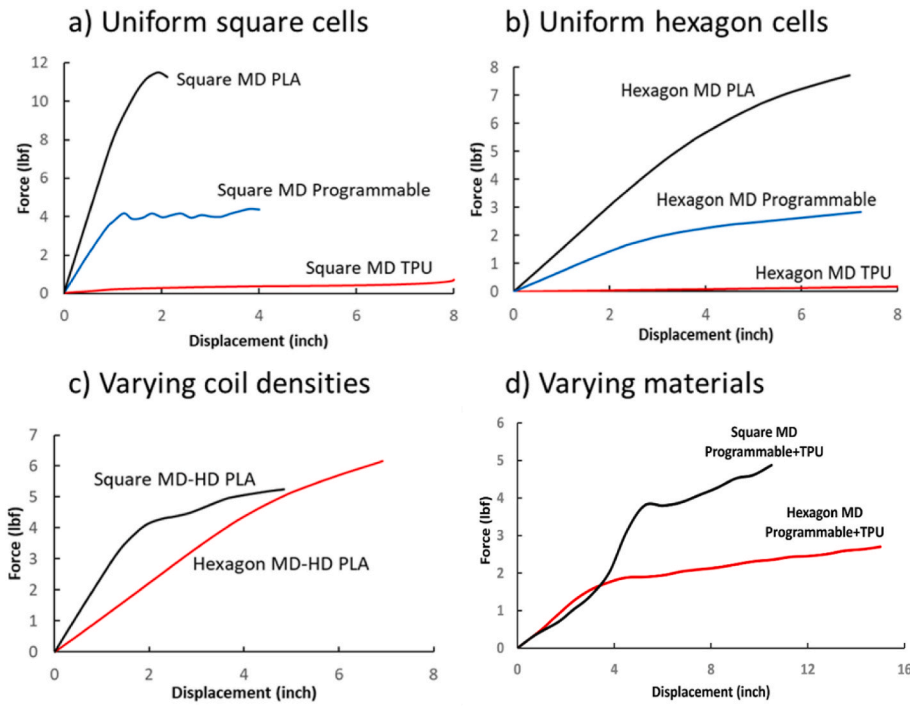 a) Uniform square cells
12
10
8
6
4
2
0
Force (lbf)
Square MD PLA
Square MD Programmable
Square MD TPU
0 2 4 6 8
Displacement (inch)
b) Uniform hexagon cells
8
7
6
5
4
3
2
1
0
Force (lbf)
Hexagon MD PLA
Hexagon MD Programmable
Hexagon MD TPU
0 2 4 6 8
Displacement (inch)
c) Varying coil densities
7
6
5
4
3
2
1
0
Force (lbf)
Square MD-HD PLA
Hexagon MD-HD PLA
0 2 4 6 8
Displacement (inch)
d) Varying materials
6
5
4
3
2
1
0
Force (lbf)
Square MD
Programmable+TPU
Hexagon MD
Programmable+TPU
0 4 8 12 16
Displacement (inch)